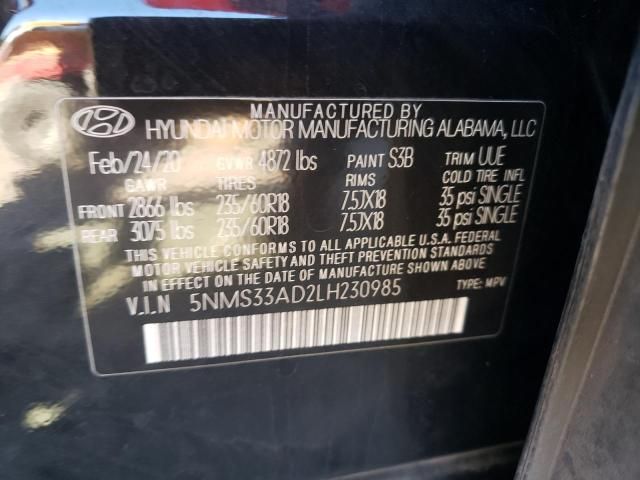 MANUFACTURED BY
HYUNDAI MOTOR MANUFACTURING ALABAMA, LLC
Feb/24/20 GVWR 4872 lbs PAINT S3B TRIM UUE
GAWR TIRES RIMS COLD TIRE INFL
FRONT 2866 lbs 235/60R18 7.5JX18 35 psi SINGLE
REAR 3075 lbs 235/60R18 7.5JX18 35 psi SINGLE
THIS VEHICLE CONFORMS TO ALL APPLICABLE U.S.A. FEDERAL
MOTOR VEHICLE SAFETY AND THEFT PREVENTION STANDARDS
IN EFFECT ON THE DATE OF MANUFACTURE SHOWN ABOVE.
V.I.N 5NMS33AD2LH230985 TYPE: MPV